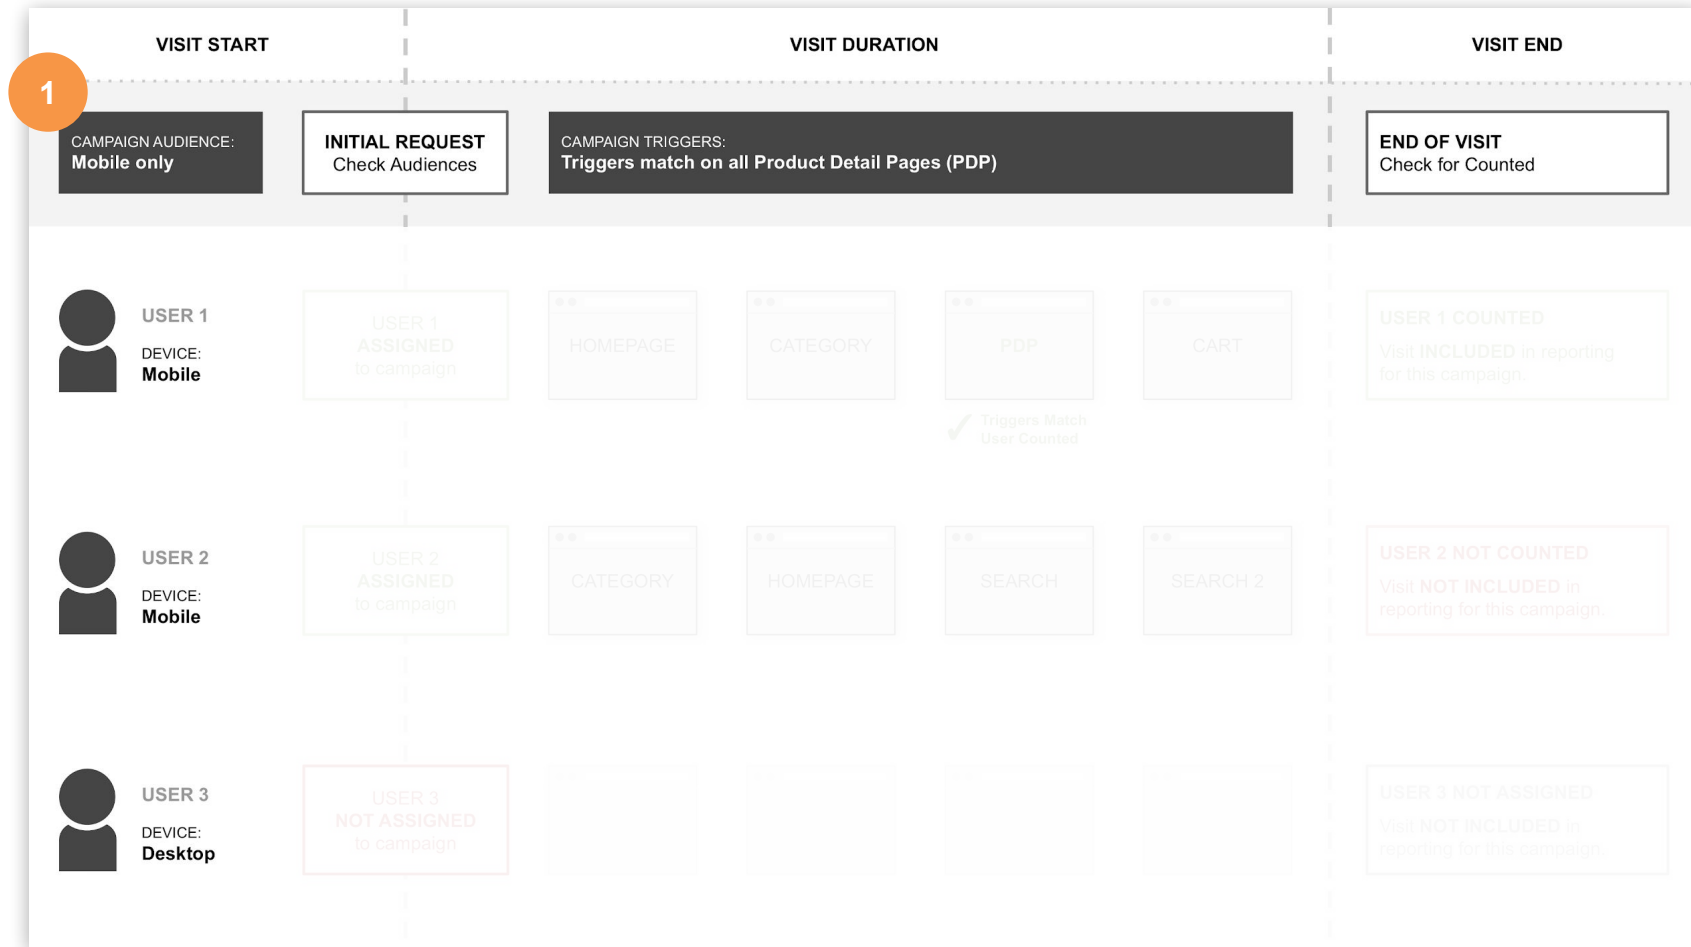 VISIT START
VISIT DURATION
VISIT END
1
CAMPAIGN AUDIENCE:
Mobile only
INITIAL REQUEST
Check Audiences
CAMPAIGN TRIGGERS:
Triggers match on all Product Detail Pages (PDP)
END OF VISIT
Check for Counted
USER 1
DEVICE:
Mobile
USER 1
ASSIGNED
to campaign
HOMEPAGE
CATEGORY
PDP
CART
Triggers Match
User Counted
USER 1 COUNTED
Visit INCLUDED in reporting
for this campaign.
USER 2
DEVICE:
Mobile
USER 2
ASSIGNED
to campaign
CATEGORY
HOMEPAGE
SEARCH
SEARCH 2
USER 2 NOT COUNTED
Visit NOT INCLUDED in
reporting for this campaign.
USER 3
DEVICE:
Desktop
USER 3
NOT ASSIGNED
to campaign
USER 3 NOT ASSIGNED
Visit NOT INCLUDED in
reporting for this campaign.